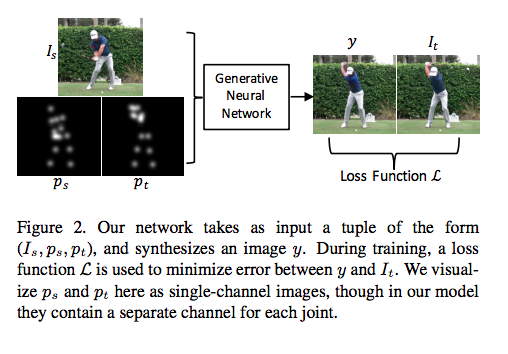 I_s
y
I_t
Generative
Neural
Network
p_s
p_t
Loss Function ℒ
Figure 2. Our network takes as input a tuple of the form
(I_s, p_s, p_t), and synthesizes an image y. During training, a loss
function ℒ is used to minimize error between y and I_t. We visual-
ize p_s and p_t here as single-channel images, though in our model
they contain a separate channel for each joint.